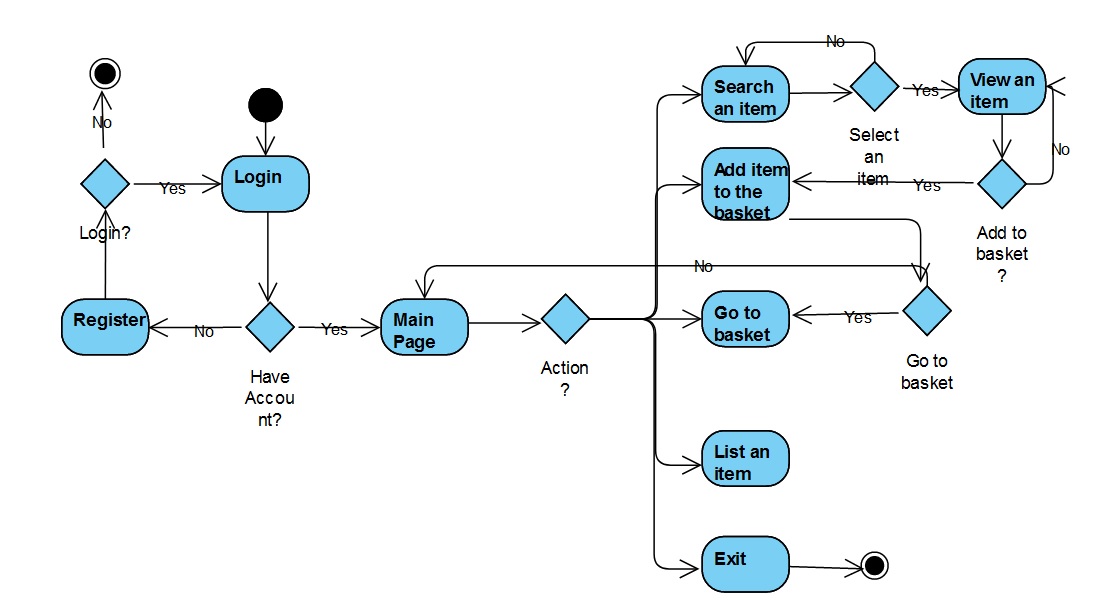 No
Search
an item
No
Yes
View an
item
Select
an
item
No
Login
Yes
Login?
Add item
to the
basket
Yes
Add to
basket
?
No
Register
No
Have
Accou
nt?
Yes
Main
Page
Action
?
Go to
basket
Yes
Go to
basket
List an
item
Exit